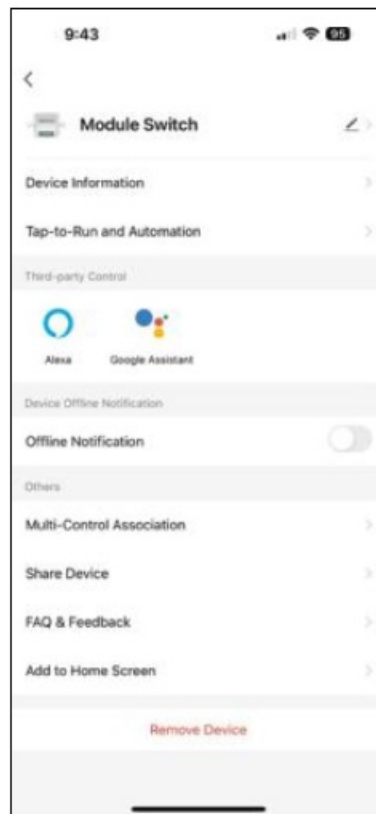 9:43
95
Module Switch
Device Information
Tap-to-Run and Automation
Third-party Control
Alexa
Google Assistant
Device Offline Notification
Offline Notification
Others
Multi-Control Association
Share Device
FAQ & Feedback
Add to Home Screen
Remove Device